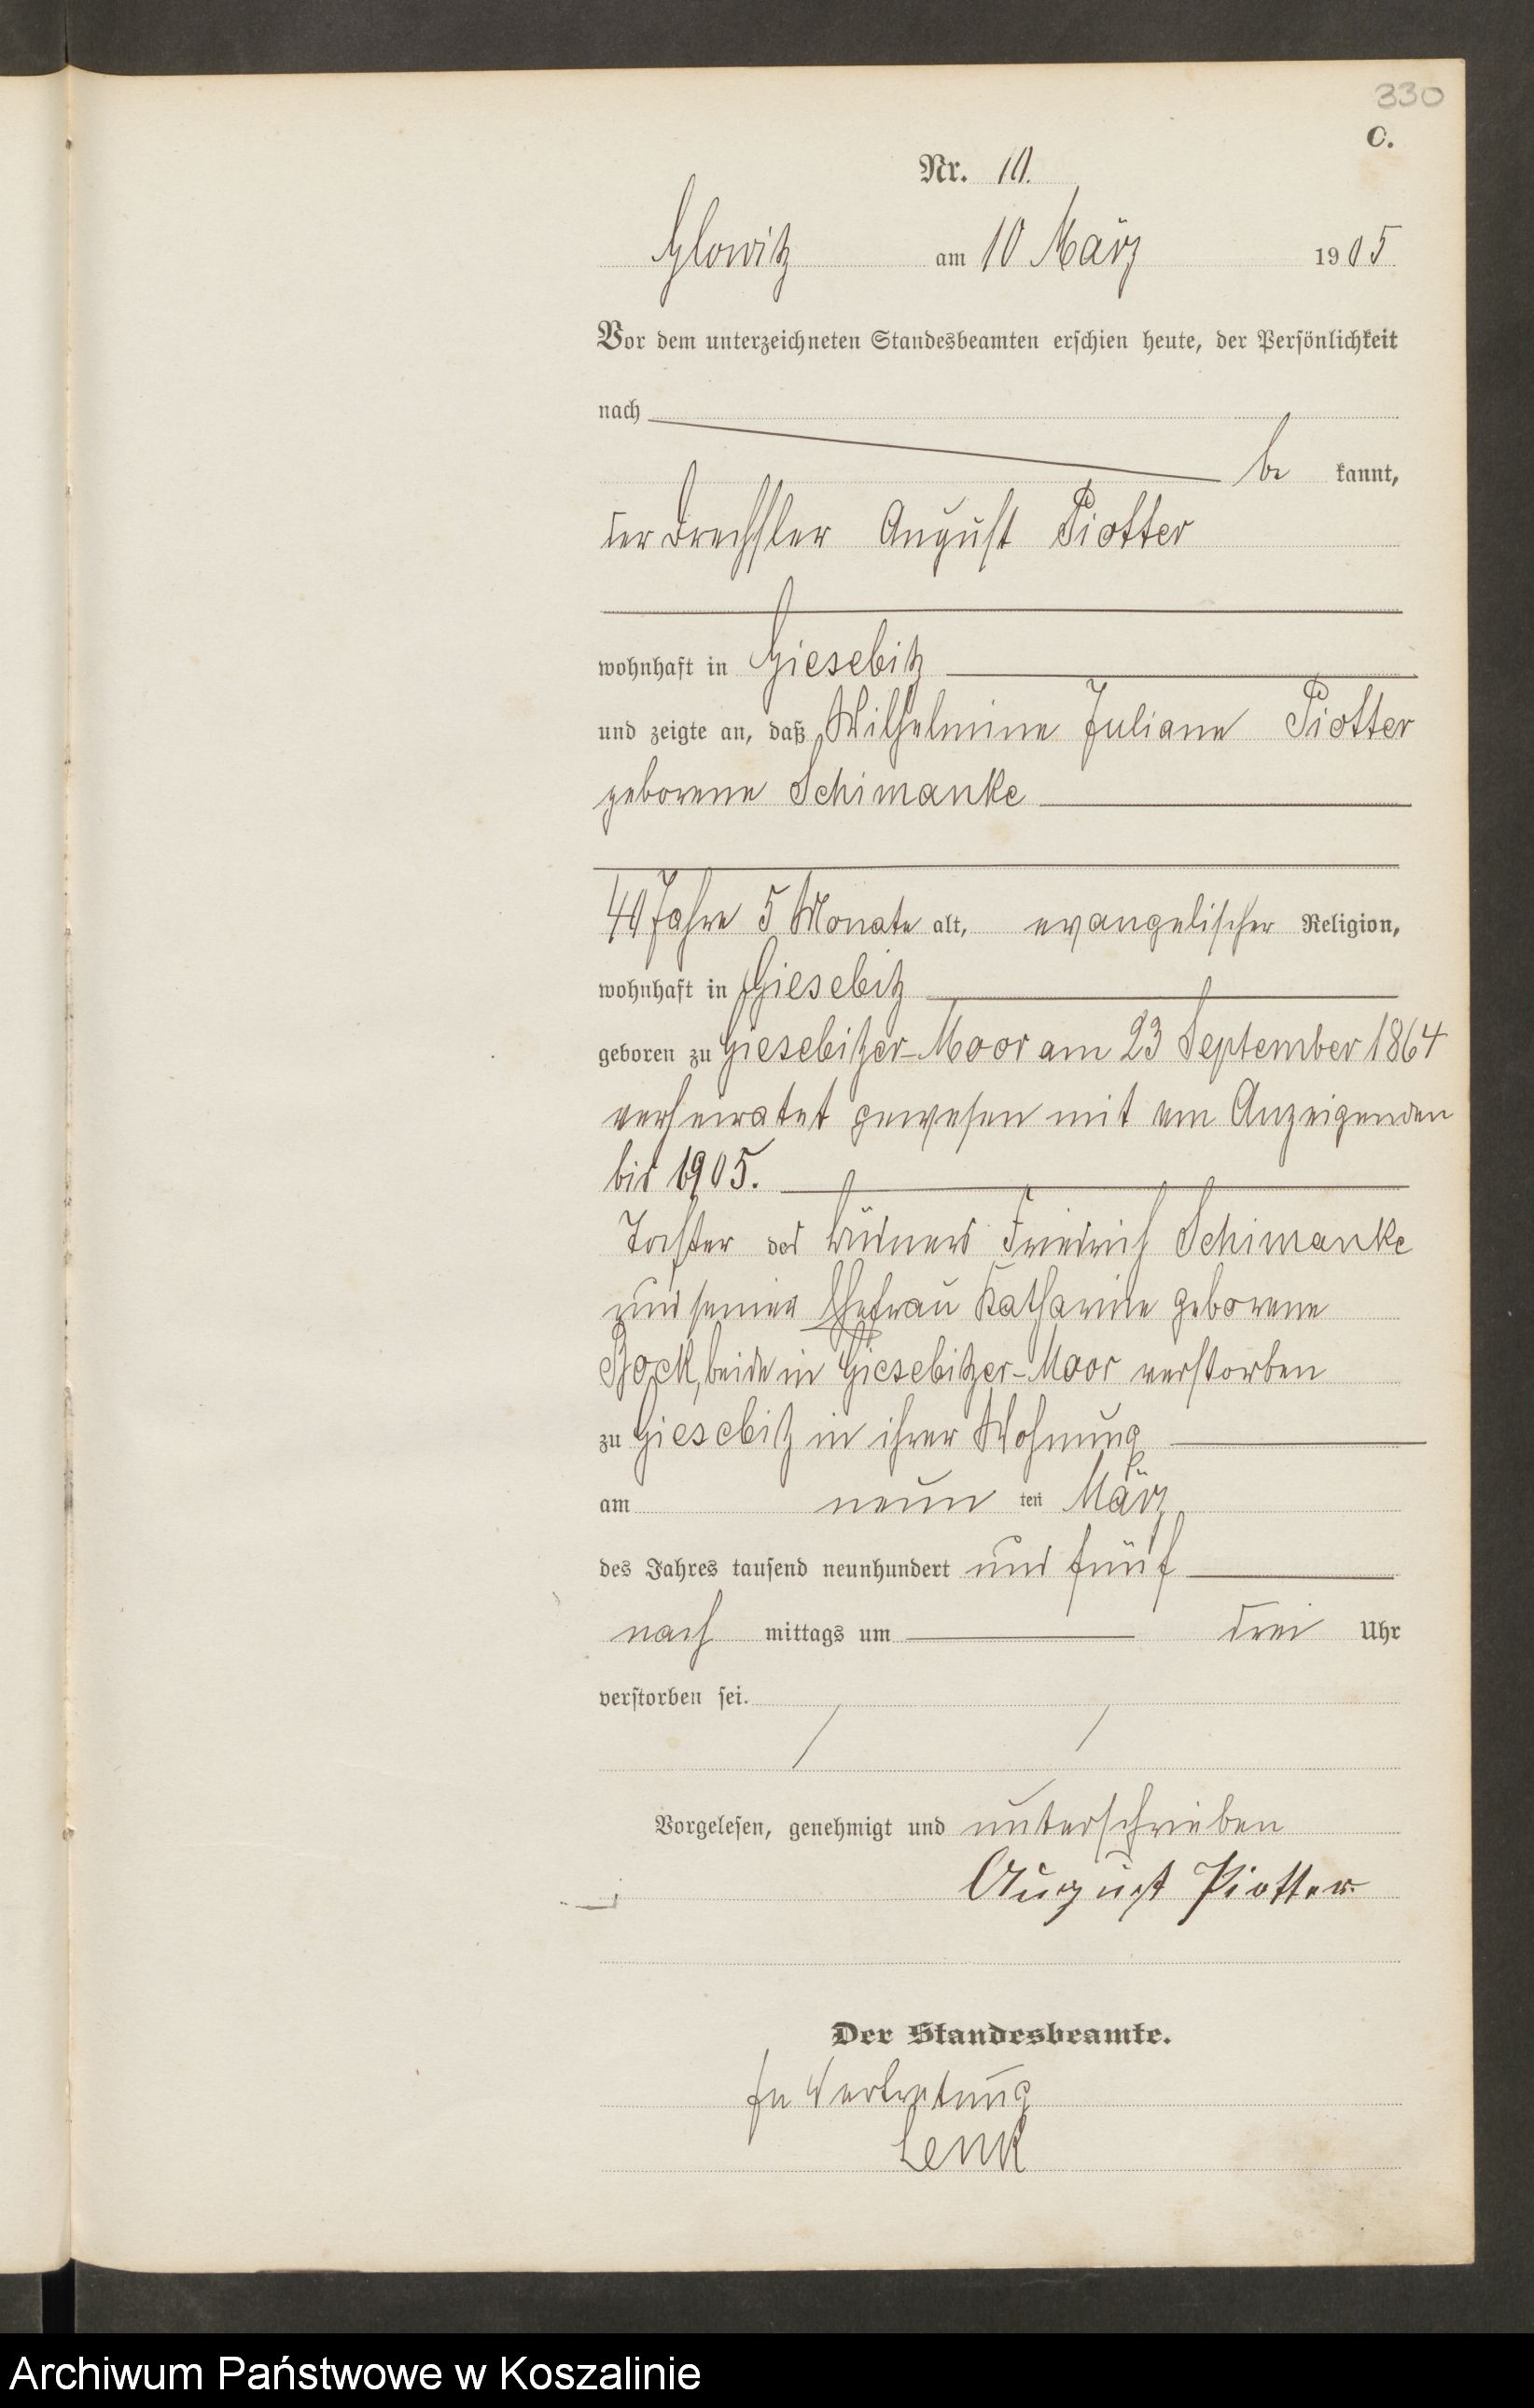 330
C.
Nr. 10.
Glowitz am 10 März 1905
Vor dem unterzeichneten Standesbeamten erschien heute, der Persönlichkeit
nach
be kannt,
der Drechsler August Piotter
wohnhaft in Giesebitz
und zeigte an, daß Wilhelmine Juliane Piotter
geborene Schimanke
40 Jahre 5 Monate alt, evangelischer Religion,
wohnhaft in Giesebitz
geboren zu Giesebitzer-Moor am 23 September 1864
verheiratet gewesen mit em Anzeigenden
bis 1905.
Tochter des Büdners Friedrich Schimanke
und seiner Ehefrau Katharine geborene
beide in Giesebitzer-Moor verstorben
zu Giesebitz in ihrer Wohnung
am neun ten März
des Jahres tausend neunhundert und fünf
nach mittags um drei Uhr
verstorben sei.
Vorgelesen, genehmigt und unterschrieben
August Piotter
Der Standesbeamte.
In Vertretung
Lenk
Archiwum Państwowe w Koszalinie